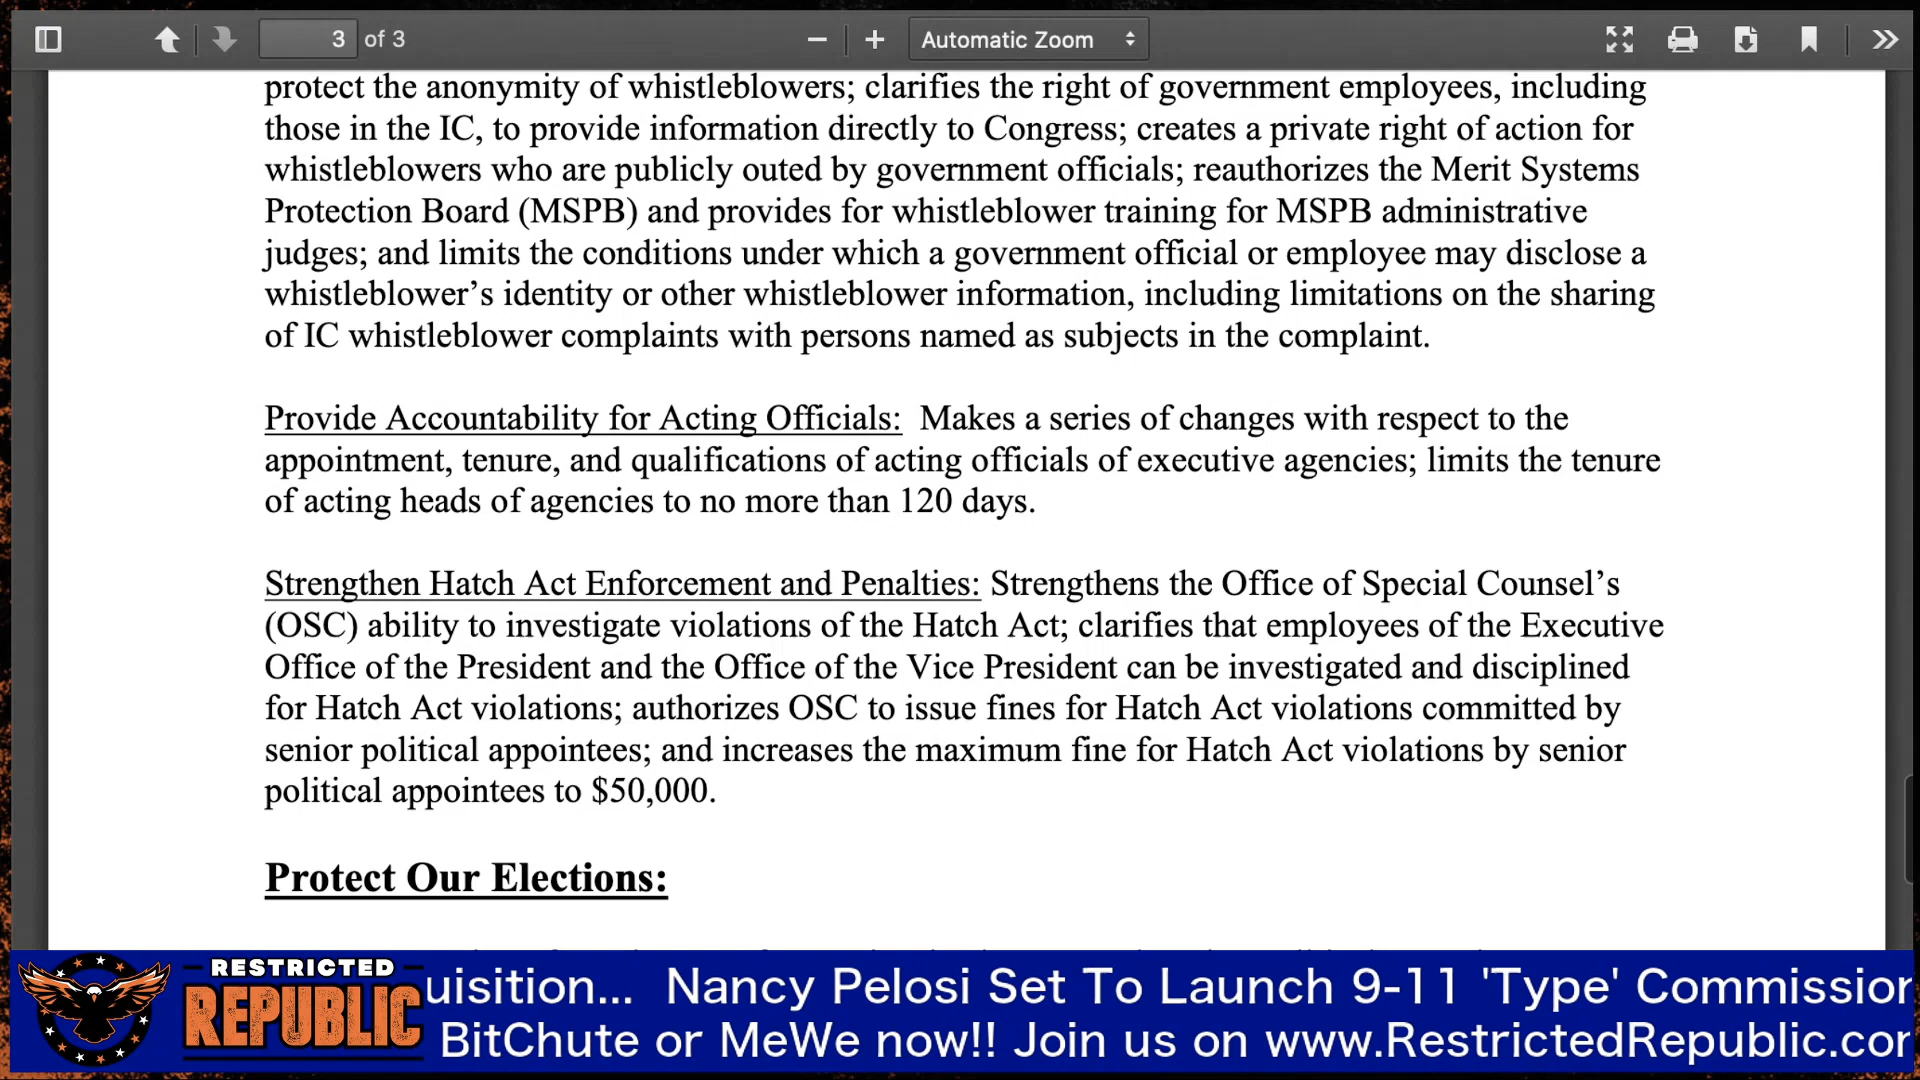 3 of 3
Automatic Zoom
protect the anonymity of whistleblowers; clarifies the right of government employees, including
those in the IC, to provide information directly to Congress; creates a private right of action for
whistleblowers who are publicly outed by government officials; reauthorizes the Merit Systems
Protection Board (MSPB) and provides for whistleblower training for MSPB administrative
judges; and limits the conditions under which a government official or employee may disclose a
whistleblower’s identity or other whistleblower information, including limitations on the sharing
of IC whistleblower complaints with persons named as subjects in the complaint.
Provide Accountability for Acting Officials: Makes a series of changes with respect to the
appointment, tenure, and qualifications of acting officials of executive agencies; limits the tenure
of acting heads of agencies to no more than 120 days.
Strengthen Hatch Act Enforcement and Penalties: Strengthens the Office of Special Counsel’s
(OSC) ability to investigate violations of the Hatch Act; clarifies that employees of the Executive
Office of the President and the Office of the Vice President can be investigated and disciplined
for Hatch Act violations; authorizes OSC to issue fines for Hatch Act violations committed by
senior political appointees; and increases the maximum fine for Hatch Act violations by senior
political appointees to $50,000.
Protect Our Elections:
RESTRICTED
REPUBLIC
uisition... Nancy Pelosi Set To Launch 9-11 'Type' Commission
BitChute or MeWe now!! Join us on www.RestrictedRepublic.com